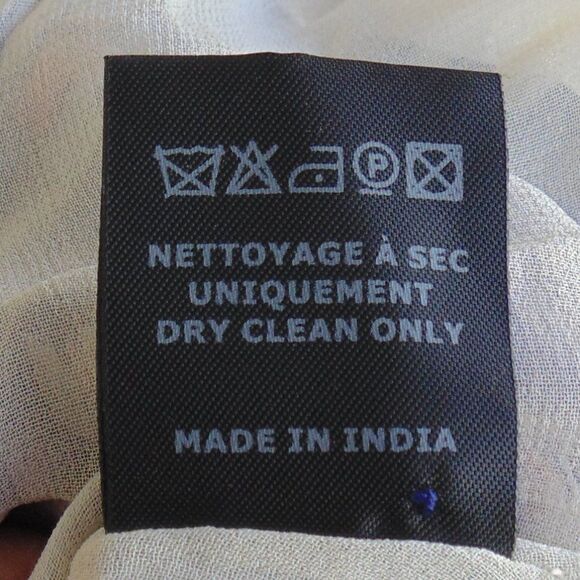 P
NETTOYAGE À SEC
UNIQUEMENT
DRY CLEAN ONLY
MADE IN INDIA